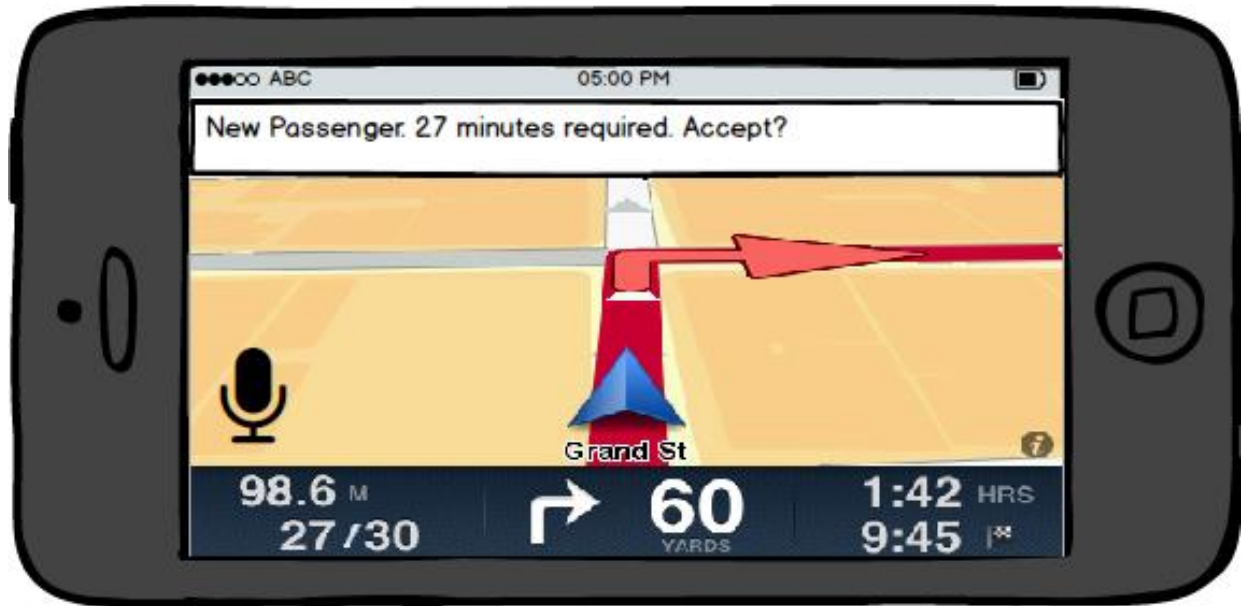 ABC 05:00 PM
New Passenger. 27 minutes required. Accept?
Grand St
i
98.6 M 60 1:42 HRS
27/30 YARDS 9:45